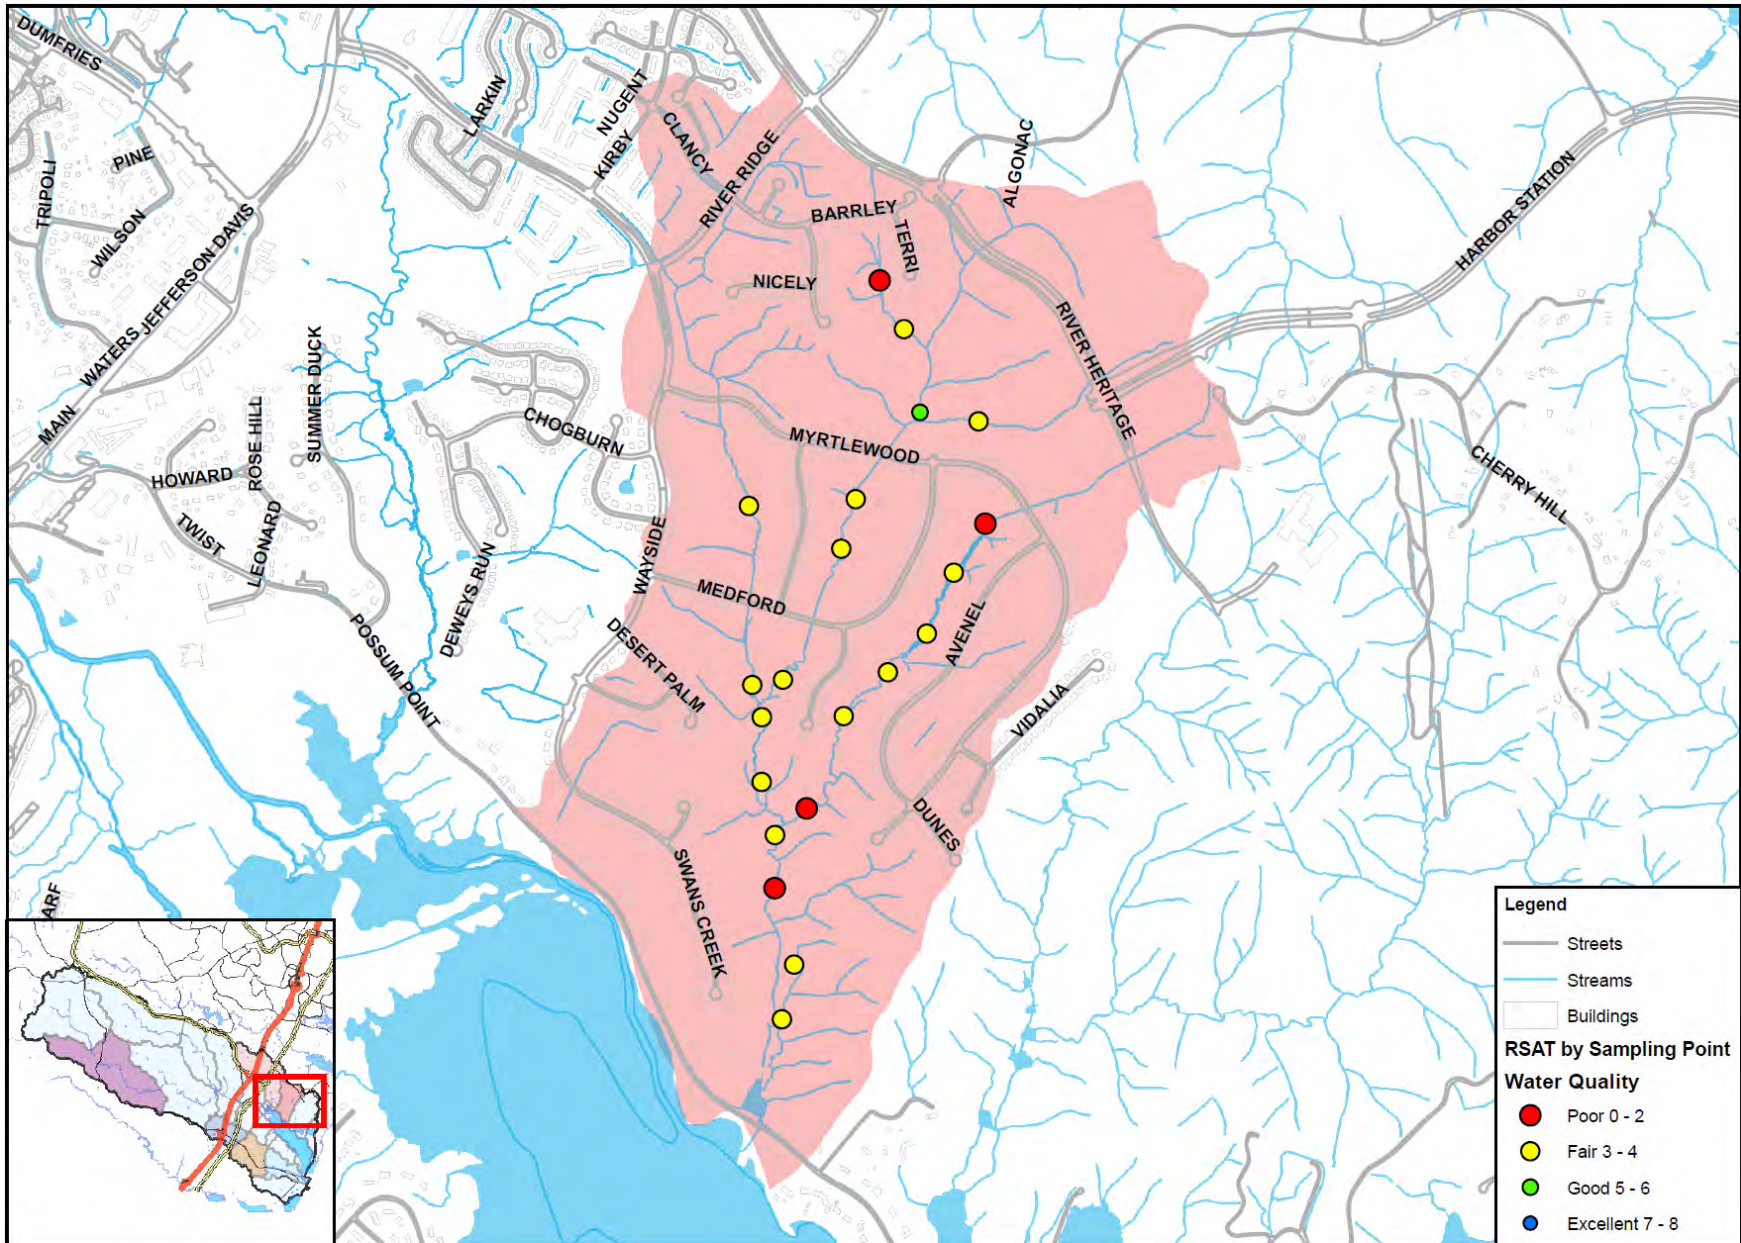 DUMFRIES
LARKIN
NUGENT
KIRBY
CLANCY
RIVER RIDGE
ALGONAC
HARBOR STATION
PINE
TRIPOLI
WILSON
BARRLEY
TERRI
JEFFERSON DAVIS
NICELY
WATERS
MAIN
SUMMER DUCK
RIVER HERITAGE
ROSE HILL
CHOGBURN
MYRTLEWOOD
HOWARD
CHERRY HILL
TWIST
LEONARD
WAYSIDE
DEWEYS RUN
MEDFORD
AVENEL
POSSUM POINT
DESERT PALM
VIDALIA
DUNES
SWANS CREEK
ARF
Legend
Streets
Streams
Buildings
RSAT by Sampling Point
Water Quality
Poor 0 - 2
Fair 3 - 4
Good 5 - 6
Excellent 7 - 8